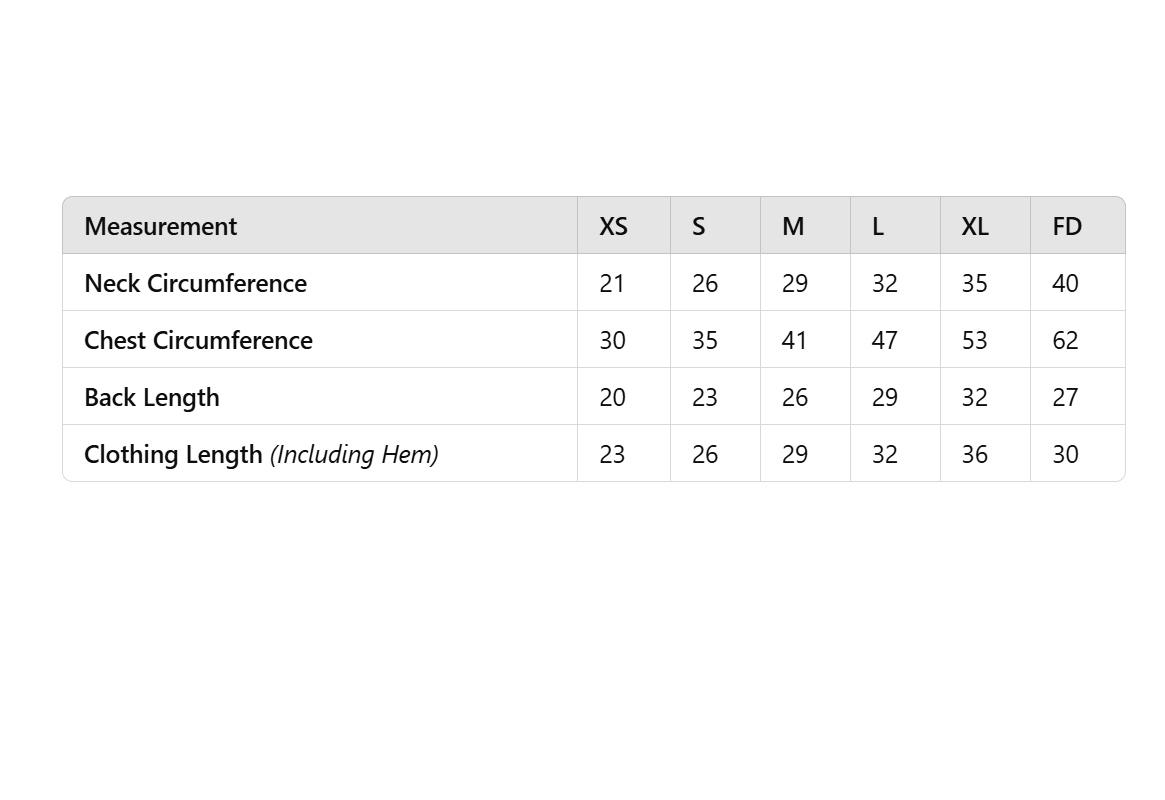 Measurement XS S M L XL FD
Neck Circumference 21 26 29 32 35 40
Chest Circumference 30 35 41 47 53 62
Back Length 20 23 26 29 32 27
Clothing Length (Including Hem) 23 26 29 32 36 30